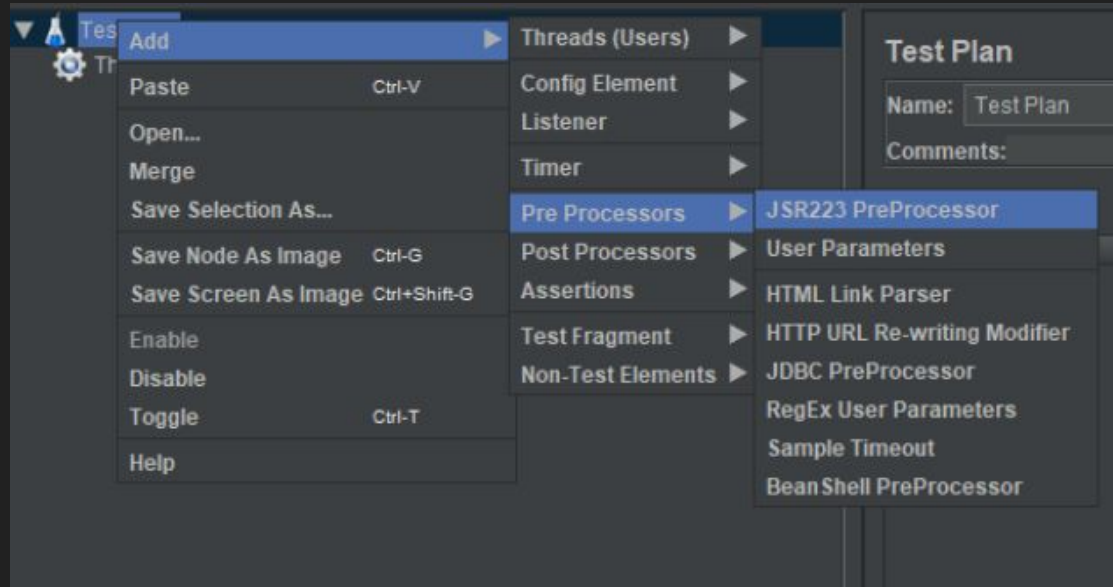 Tes
Th
Add
Paste Ctrl-V
Open...
Merge
Save Selection As...
Save Node As Image Ctrl-G
Save Screen As Image Ctrl+Shift-G
Enable
Disable
Toggle Ctrl-T
Help
Threads (Users)
Config Element
Listener
Timer
Pre Processors
Post Processors
Assertions
Test Fragment
Non-Test Elements
JSR223 PreProcessor
User Parameters
HTML Link Parser
HTTP URL Re-writing Modifier
JDBC PreProcessor
RegEx User Parameters
Sample Timeout
BeanShell PreProcessor
Test Plan
Name: Test Plan
Comments: